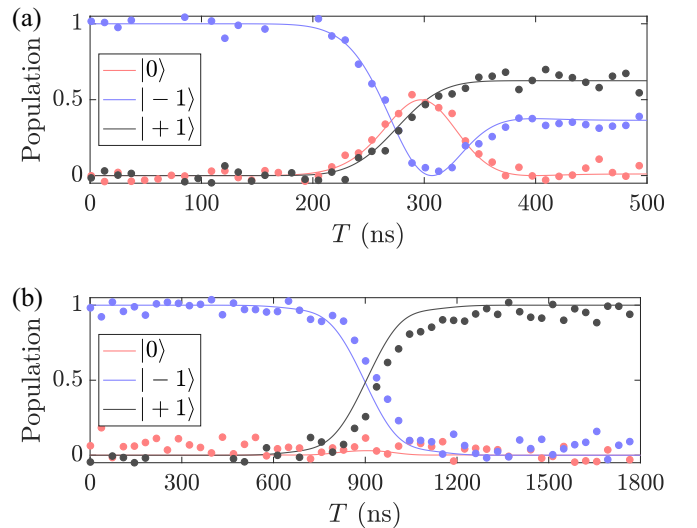 (a)
Population
1
0.5
0
|0⟩
| − 1⟩
| + 1⟩
0 100 200 300 400 500
T (ns)
(b)
Population
1
0.5
0
|0⟩
| − 1⟩
| + 1⟩
0 300 600 900 1200 1500 1800
T (ns)